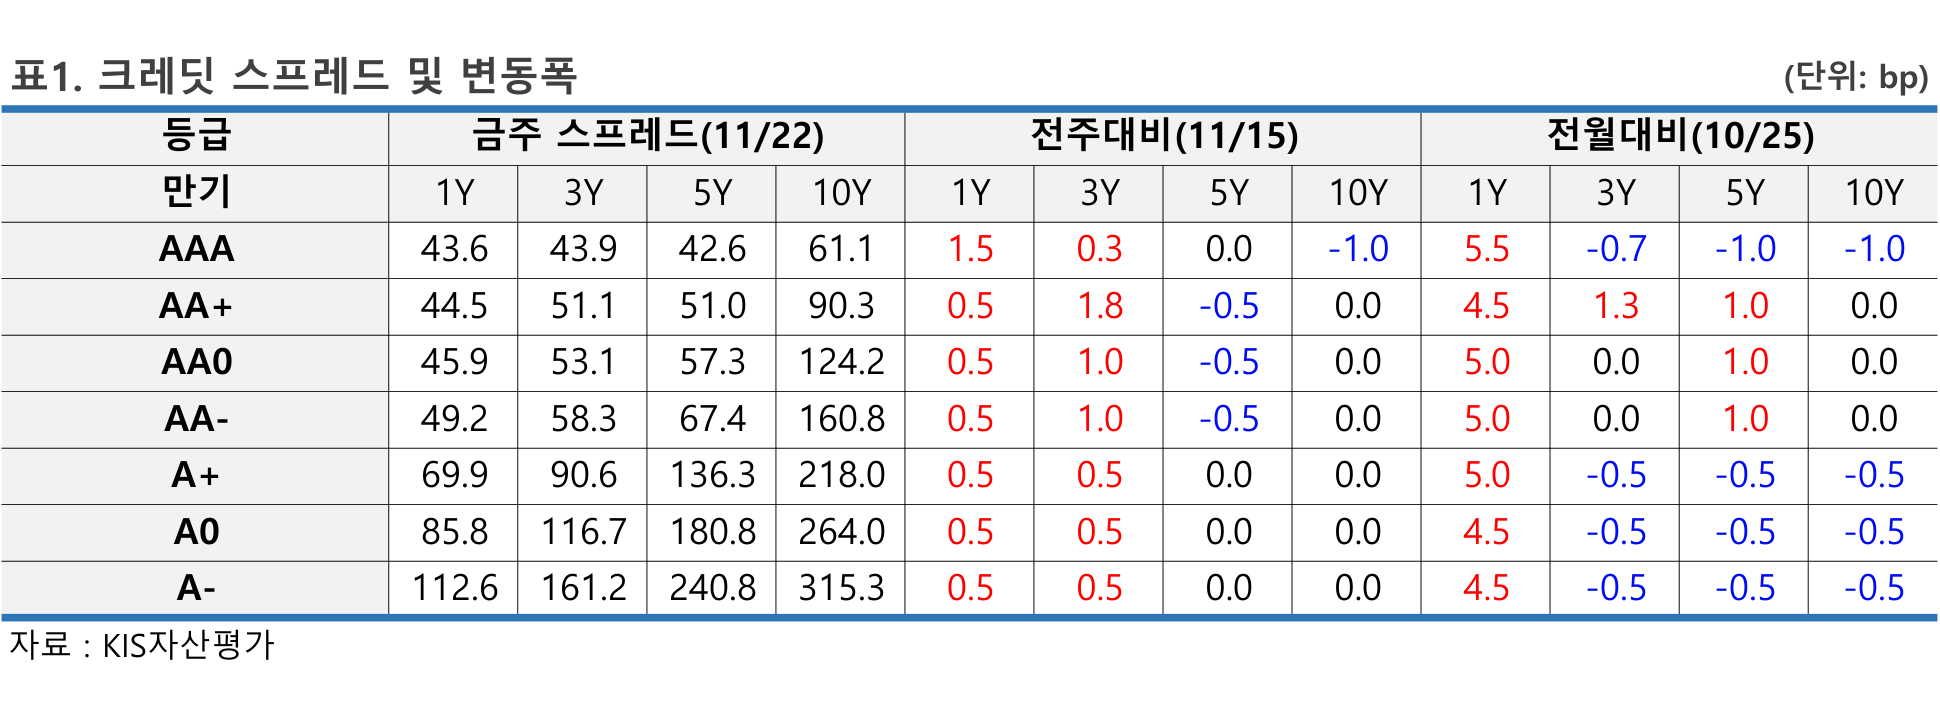 표1. 크레딧 스프레드 및 변동폭 (단위: bp)
등급 금주 스프레드(11/22) 전주대비(11/15) 전월대비(10/25)
만기 1Y 3Y 5Y 10Y 1Y 3Y 5Y 10Y 1Y 3Y 5Y 10Y
AAA 43.6 43.9 42.6 61.1 1.5 0.3 0.0 -1.0 5.5 -0.7 -1.0 -1.0
AA+ 44.5 51.1 51.0 90.3 0.5 1.8 -0.5 0.0 4.5 1.3 1.0 0.0
AA0 45.9 53.1 57.3 124.2 0.5 1.0 -0.5 0.0 5.0 0.0 1.0 0.0
AA- 49.2 58.3 67.4 160.8 0.5 1.0 -0.5 0.0 5.0 0.0 1.0 0.0
A+ 69.9 90.6 136.3 218.0 0.5 0.5 0.0 0.0 5.0 -0.5 -0.5 -0.5
A0 85.8 116.7 180.8 264.0 0.5 0.5 0.0 0.0 4.5 -0.5 -0.5 -0.5
A- 112.6 161.2 240.8 315.3 0.5 0.5 0.0 0.0 4.5 -0.5 -0.5 -0.5
자료 : KIS자산평가